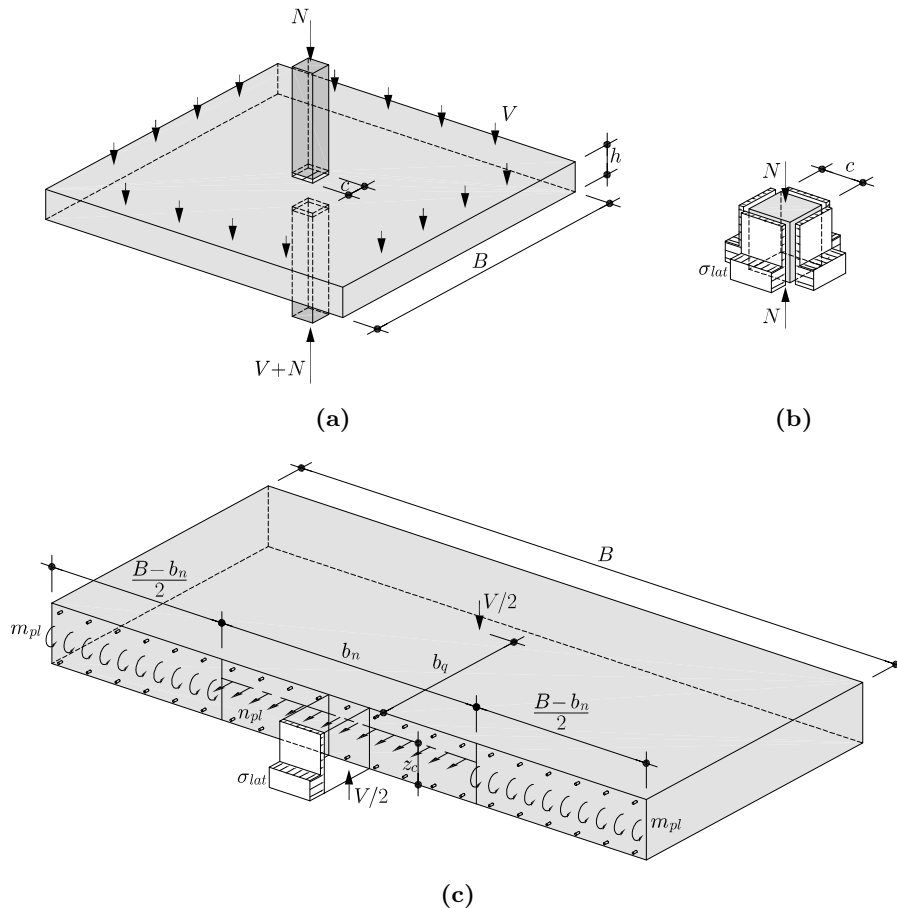 N
V
h
c
B
V+N
(a)
N
c
σ_lat
N
(b)
B
(B−b_n)/2
V/2
m_pl
b_n
b_q
(B−b_n)/2
n_pl
z_c
σ_lat
V/2
m_pl
(c)